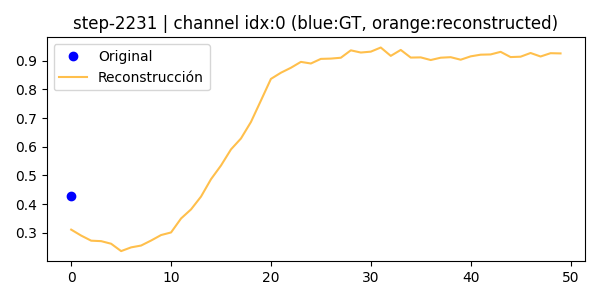 step-2231 | channel idx:0 (blue:GT, orange:reconstructed)
Original
Reconstrucción
0.9
0.8
0.7
0.6
0.5
0.4
0.3
0 10 20 30 40 50